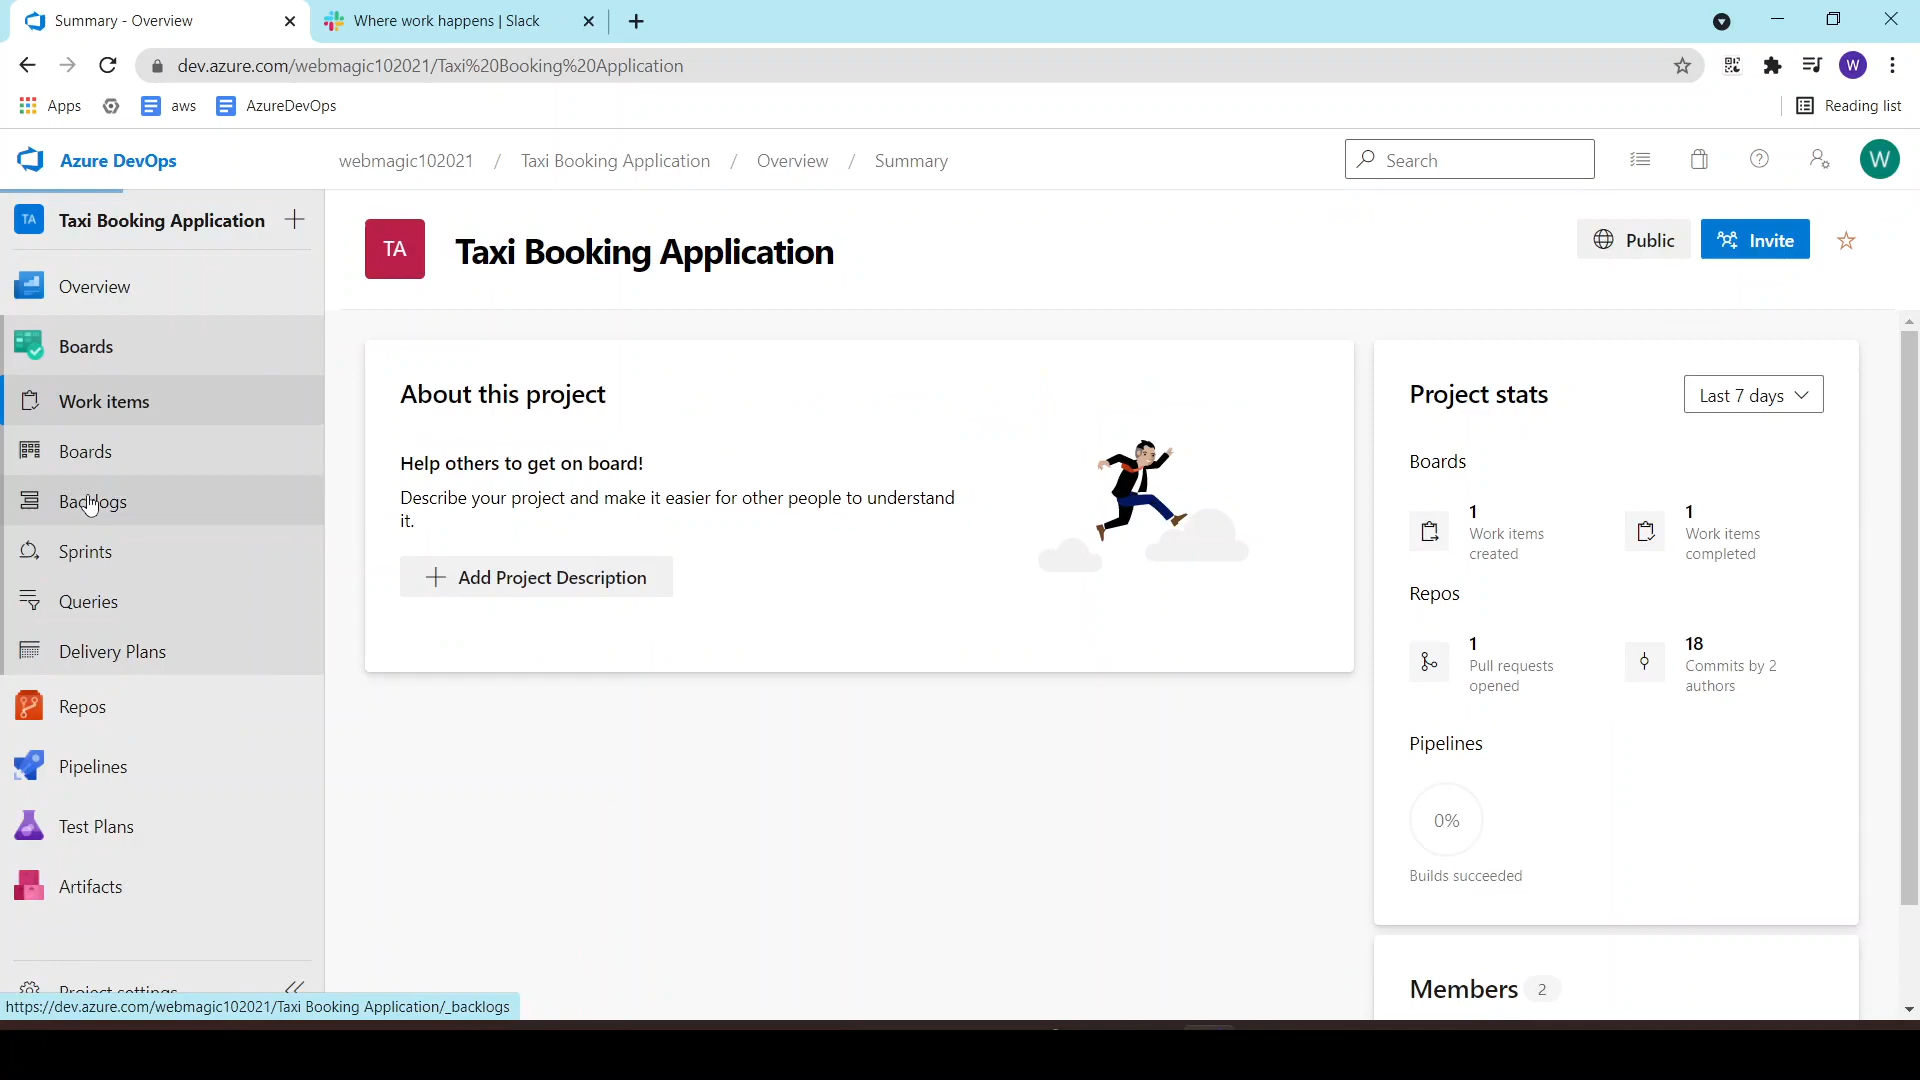 Summary - Overview
Where work happens | Slack
dev.azure.com/webmagic102021/Taxi%20Booking%20Application
W
Apps
aws
AzureDevOps
Reading list
Azure DevOps
webmagic102021 / Taxi Booking Application / Overview / Summary
Search
W
TA
Taxi Booking Application
Overview
Boards
Work items
Boards
Backlogs
Sprints
Queries
Delivery Plans
Repos
Pipelines
Test Plans
Artifacts
Project settings
https://dev.azure.com/webmagic102021/Taxi Booking Application/_backlogs
TA
Taxi Booking Application
Public
Invite
About this project
Help others to get on board!
Describe your project and make it easier for other people to understand
it.
Add Project Description
Project stats
Last 7 days
Boards
1
Work items
created
1
Work items
completed
Repos
1
Pull requests
opened
18
Commits by 2
authors
Pipelines
0%
Builds succeeded
Members 2